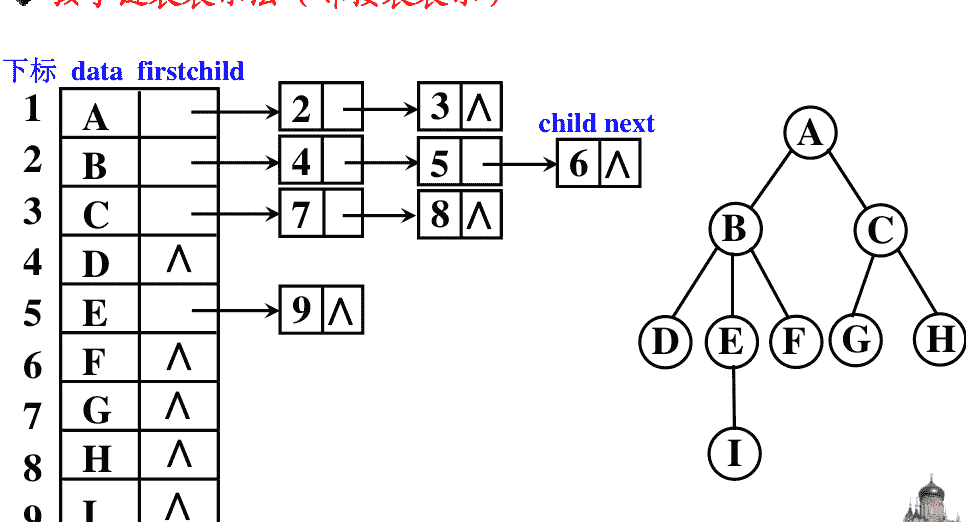 下标 data firstchild
1 A 2 3 ∧
child next
2 B 4 5 6 ∧
3 C 7 8 ∧
4 D ∧
5 E 9 ∧
6 F ∧
7 G ∧
8 H ∧
9 I ∧
A
B C
D E F G H
I